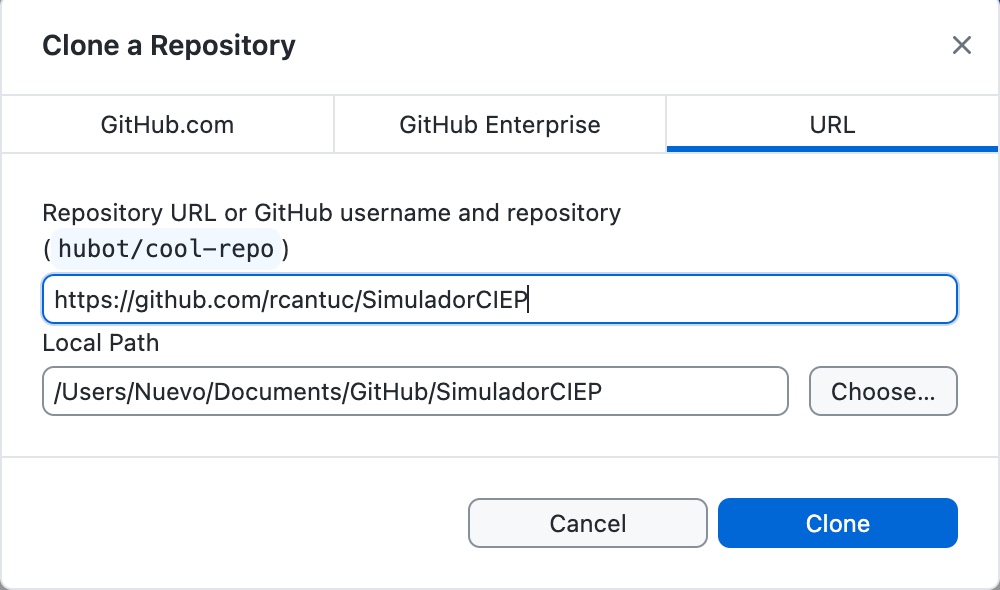 Clone a Repository
GitHub.com
GitHub Enterprise
URL
Repository URL or GitHub username and repository
(hubot/cool-repo)
https://github.com/rcantuc/SimuladorCIEP
Local Path
/Users/Nuevo/Documents/GitHub/SimuladorCIEP
Choose...
Cancel
Clone